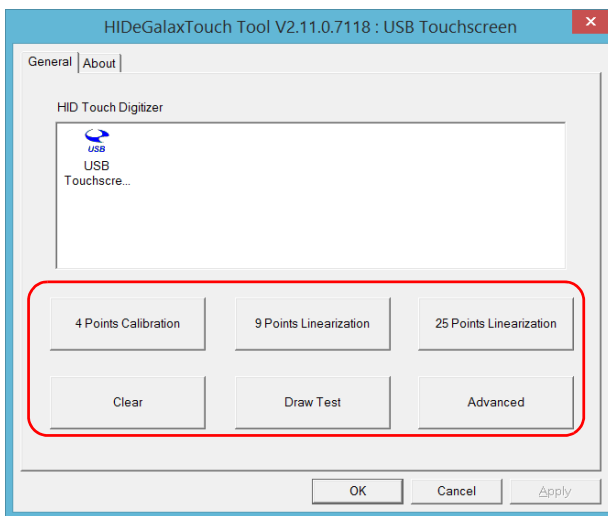 HIDeGalaxTouch Tool V2.11.0.7118 : USB Touchscreen
General About
HID Touch Digitizer
USB
USB
Touchscre...
4 Points Calibration 9 Points Linearization 25 Points Linearization
Clear Draw Test Advanced
OK Cancel Apply